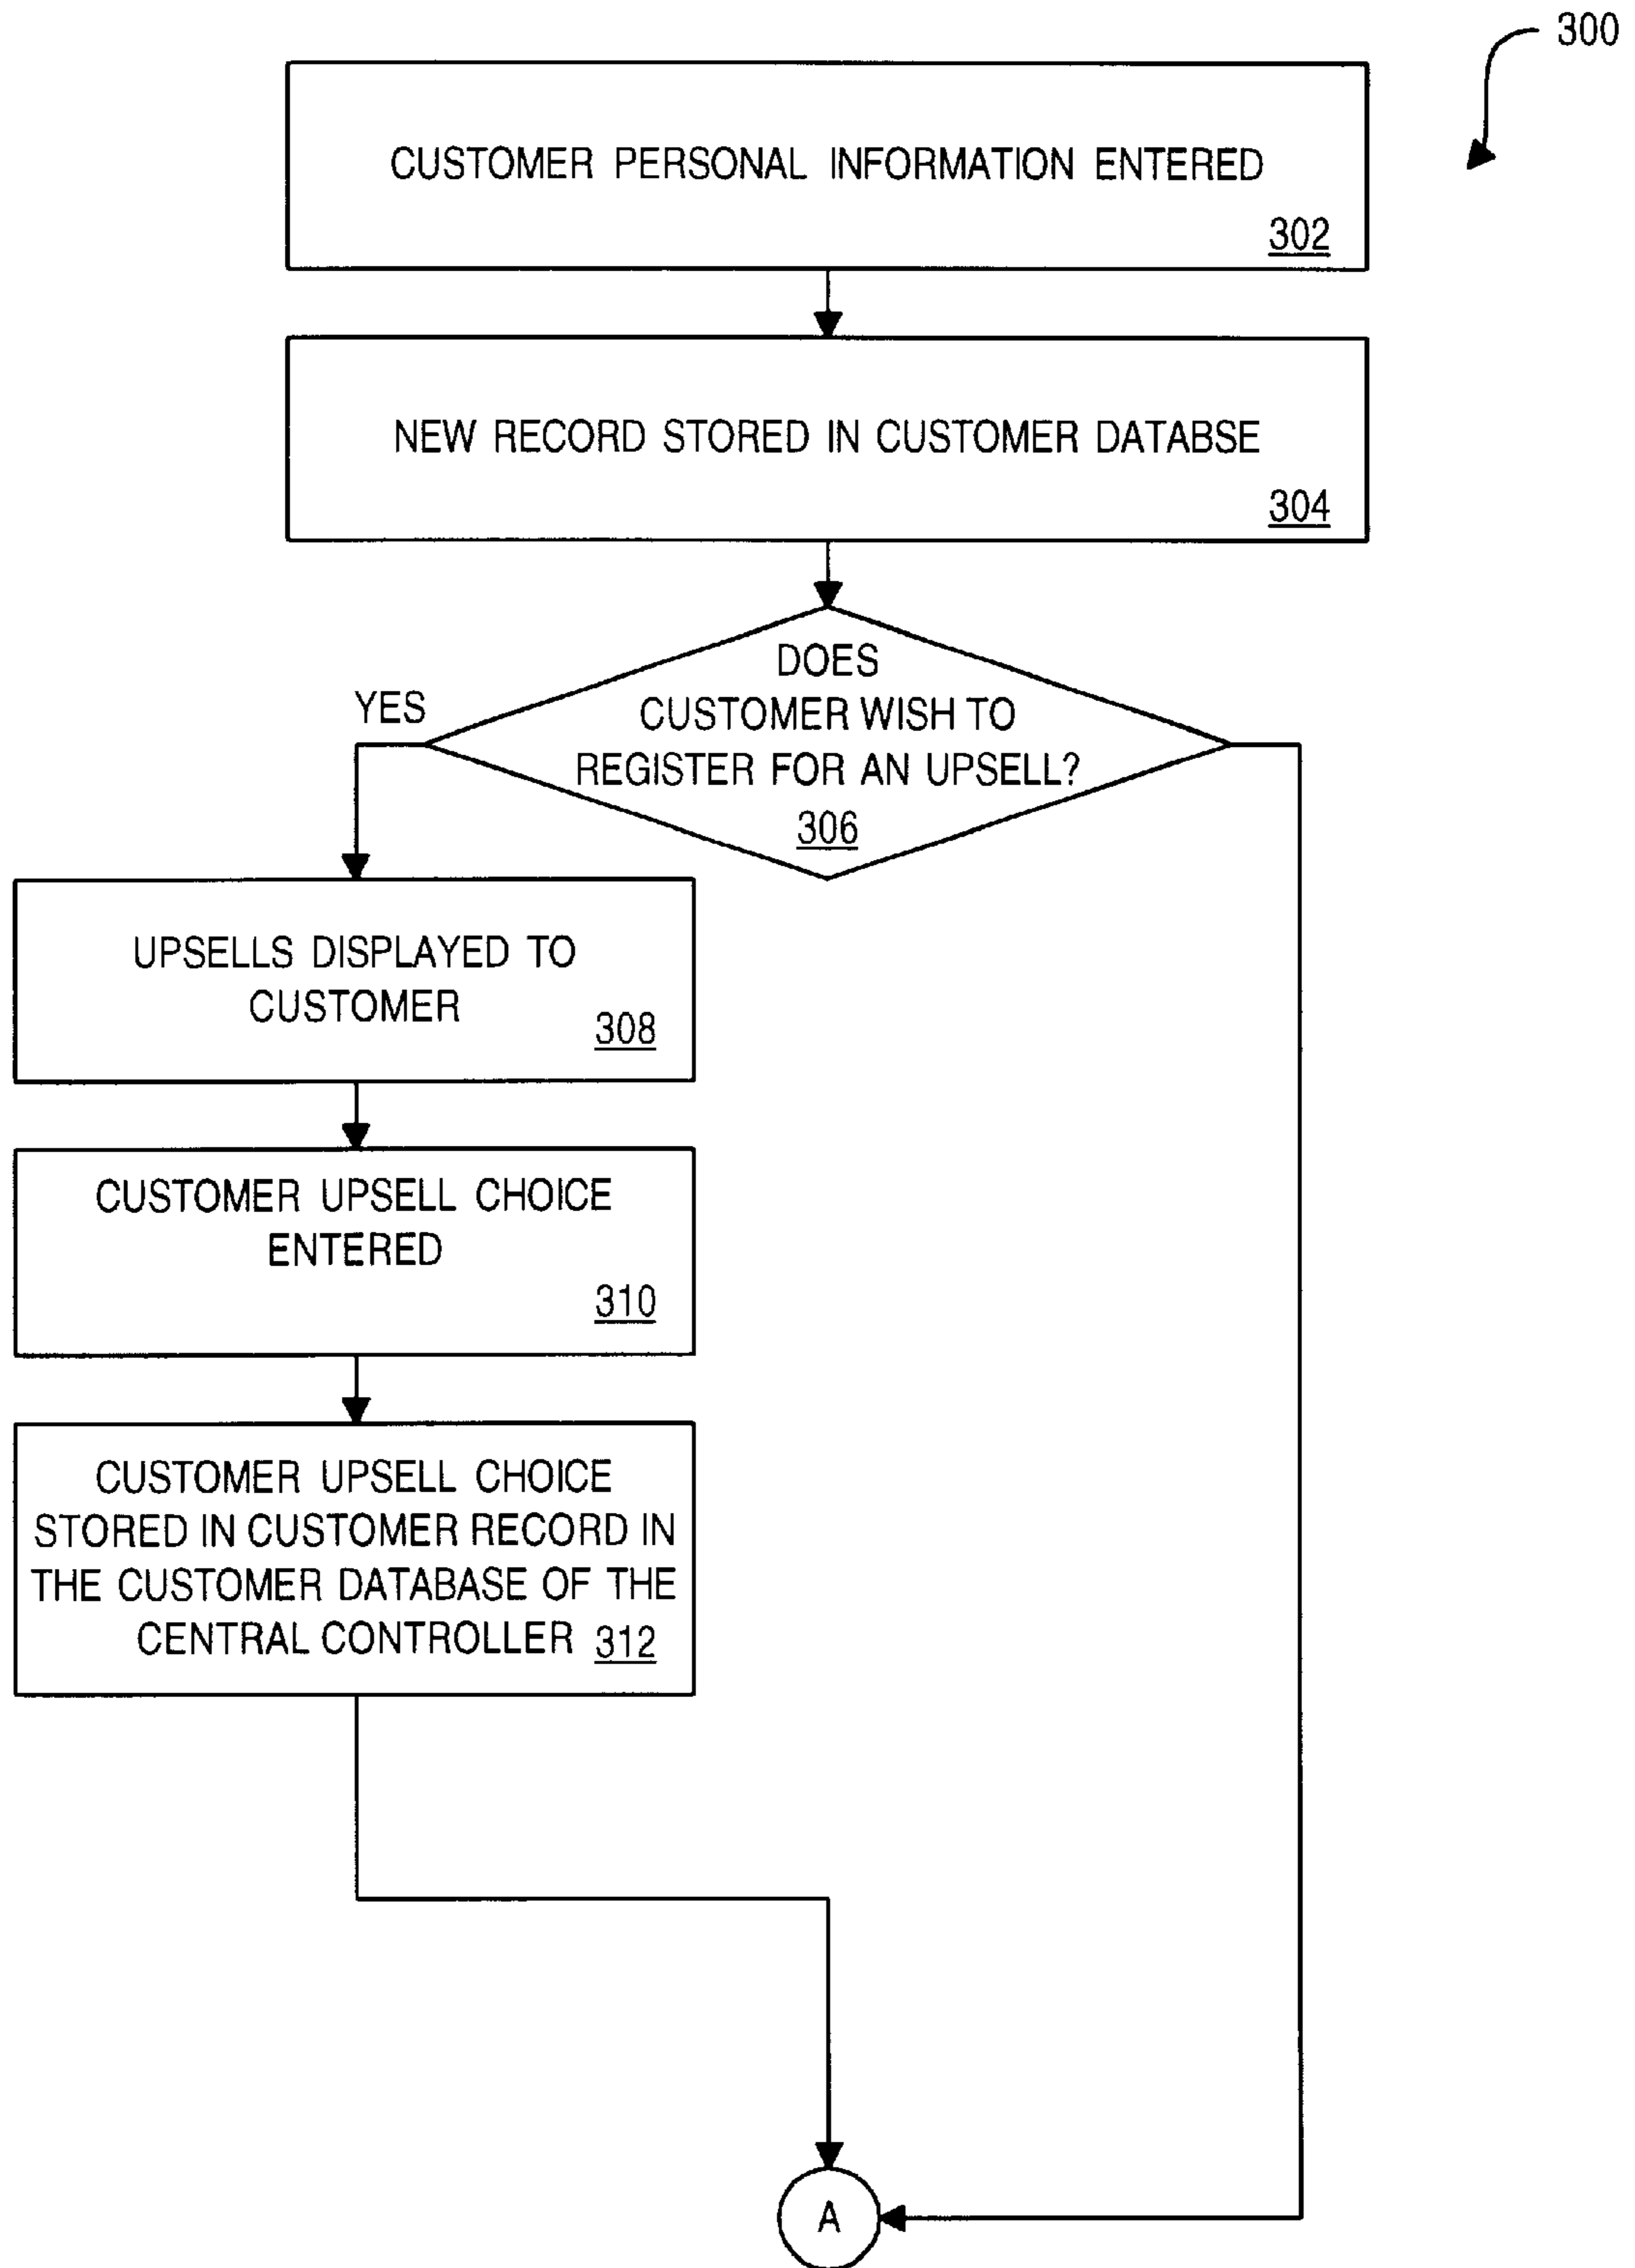 300
CUSTOMER PERSONAL INFORMATION ENTERED
302
NEW RECORD STORED IN CUSTOMER DATABSE
304
DOES
CUSTOMER WISH TO
REGISTER FOR AN UPSELL?
306
YES
UPSELLS DISPLAYED TO
CUSTOMER
308
CUSTOMER UPSELL CHOICE
ENTERED
310
CUSTOMER UPSELL CHOICE
STORED IN CUSTOMER RECORD IN
THE CUSTOMER DATABASE OF THE
CENTRAL CONTROLLER 312
A